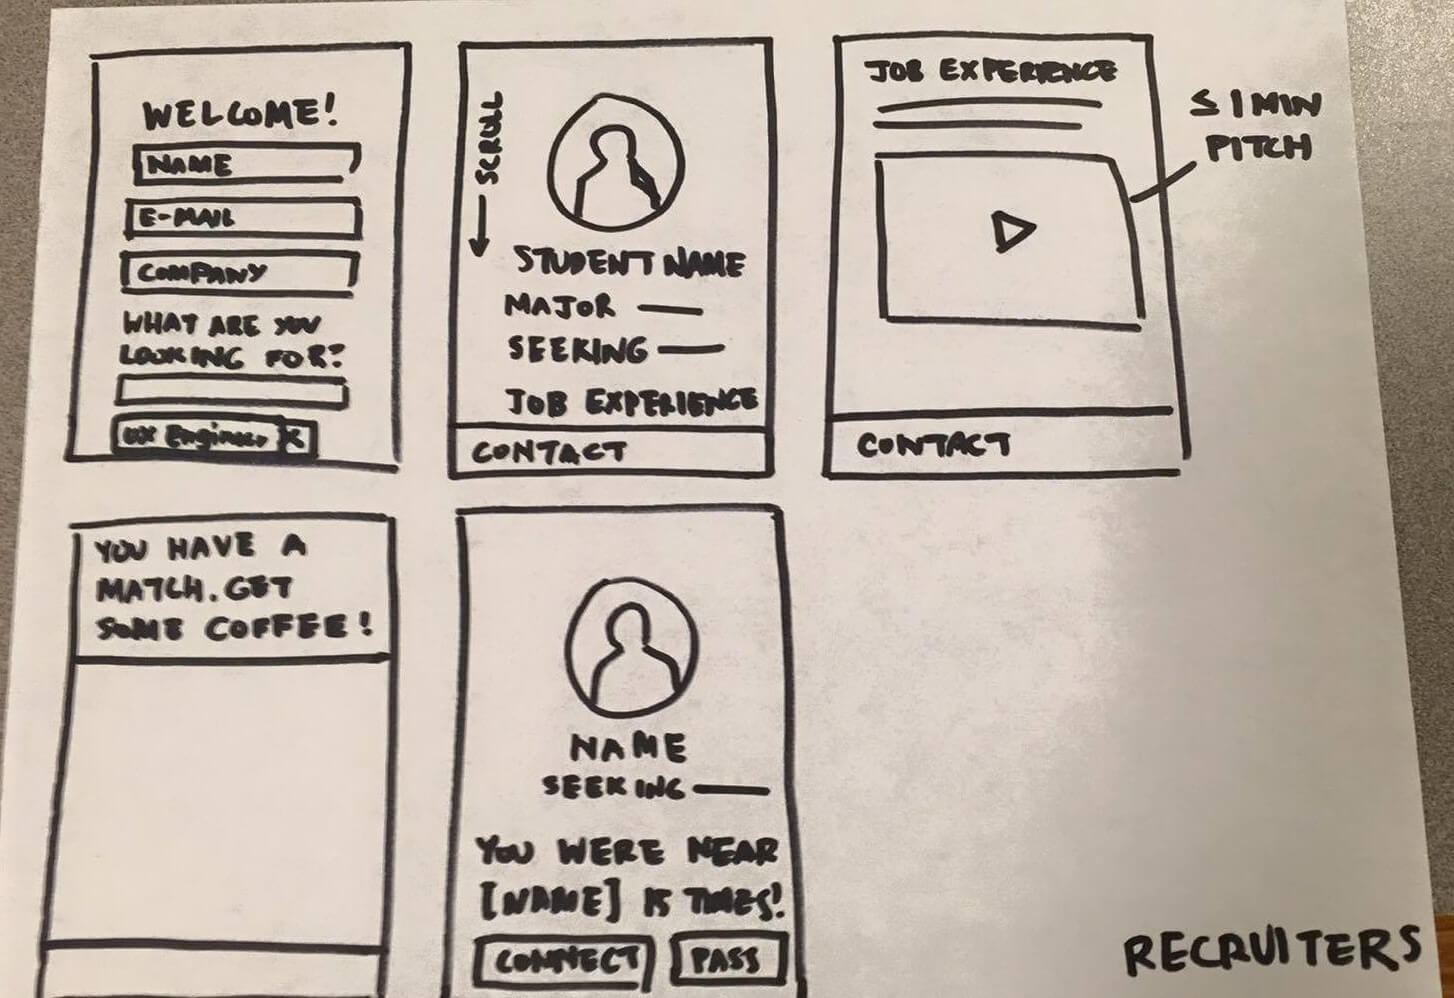 WELCOME!
NAME
E-MAIL
COMPANY
WHAT ARE YOU
LOOKING FOR?
UX Engineer X
SCROLL
STUDENT NAME
MAJOR
SEEKING
JOB EXPERIENCE
CONTACT
JOB EXPERIENCE
≤ 1 MIN
PITCH
CONTACT
YOU HAVE A
MATCH. GET
SOME COFFEE!
NAME
SEEKING
YOU WERE NEAR
[NAME] 15 TIMES!
CONNECT
PASS
RECRUITERS